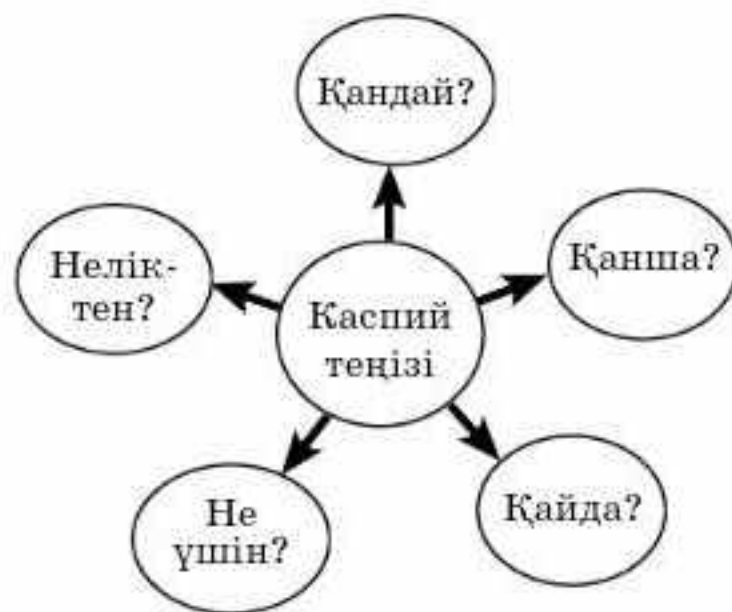 Қандай?
Нелік-
тен?
Қанша?
Каспий
теңізі
Не
үшін?
Қайда?